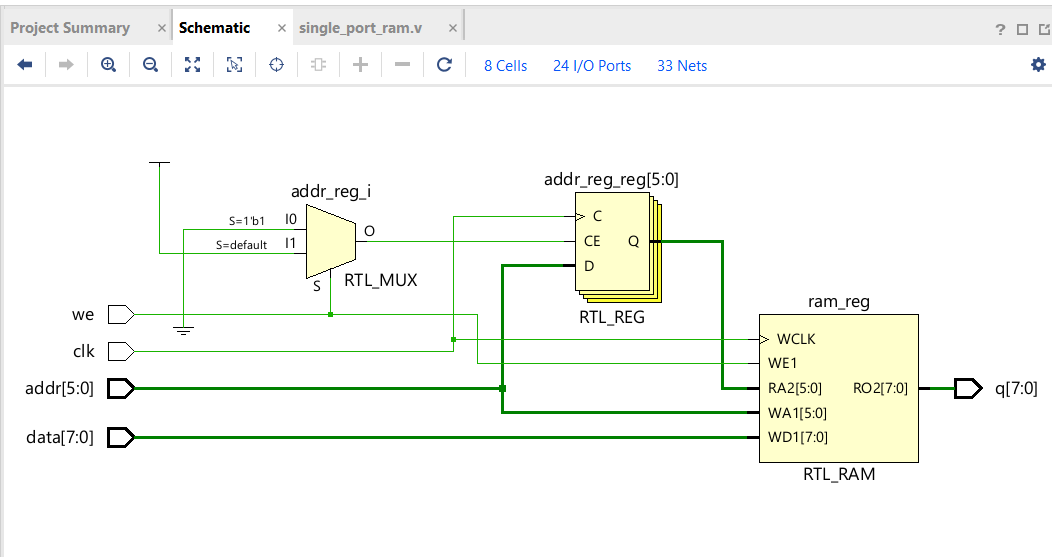 Project Summary × Schematic × single_port_ram.v ×
?
8 Cells 24 I/O Ports 33 Nets
addr_reg_i
S=1'b1 I0
S=default I1
O
S
RTL_MUX
addr_reg_reg[5:0]
C
CE Q
D
RTL_REG
we
clk
addr[5:0]
data[7:0]
ram_reg
WCLK
WE1
RA2[5:0] RO2[7:0]
WA1[5:0]
WD1[7:0]
RTL_RAM
q[7:0]